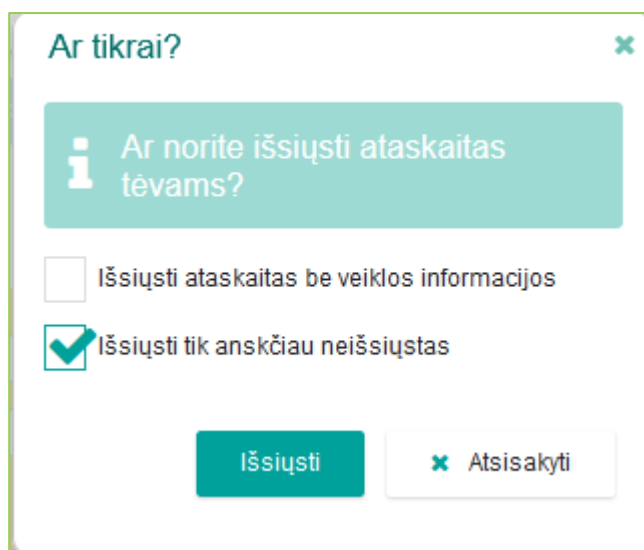 Ar tikrai?
Ar norite išsiųsti ataskaitas
tėvams?
Išsiųsti ataskaitas be veiklos informacijos
Išsiųsti tik anskčiau neišsiųstas
Išsiųsti
Atsisakyti